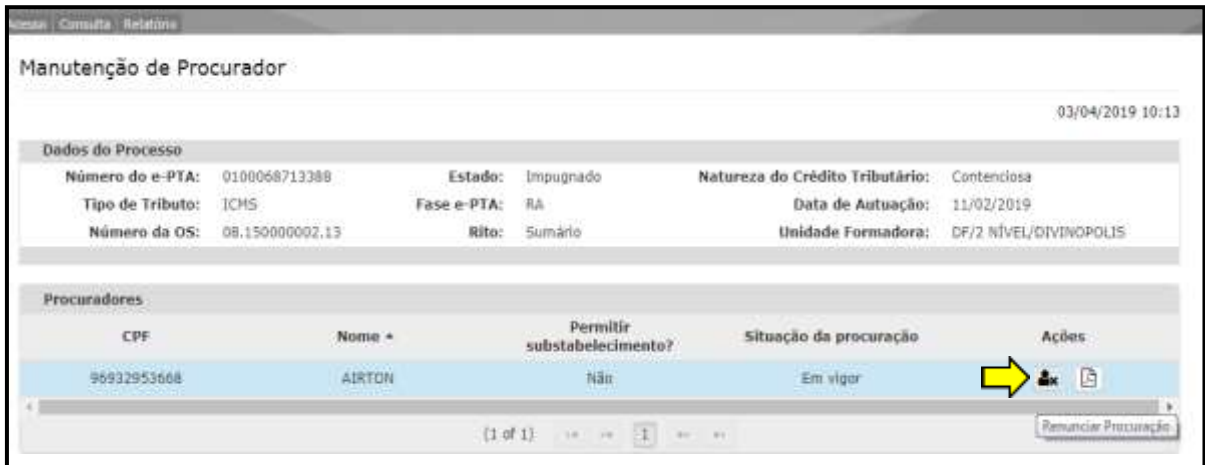 Acesso Consulta Relatório
Manutenção de Procurador
03/04/2019 10:13
Dados do Processo
Número do e-PTA: 0100068713388 Estado: Impugnado Natureza do Crédito Tributário: Contenciosa
Tipo de Tributo: ICMS Fase e-PTA: RA Data de Autuação: 11/02/2019
Número da OS: 08.150000002.13 Rito: Sumário Unidade Formadora: DF/2 NÍVEL/DIVINOPOLIS
Procuradores
CPF Nome Permitir substabelecimento? Situação da procuração Ações
96932953668 AIRTON Não Em vigor
(1 of 1) 1
Renunciar Procuração